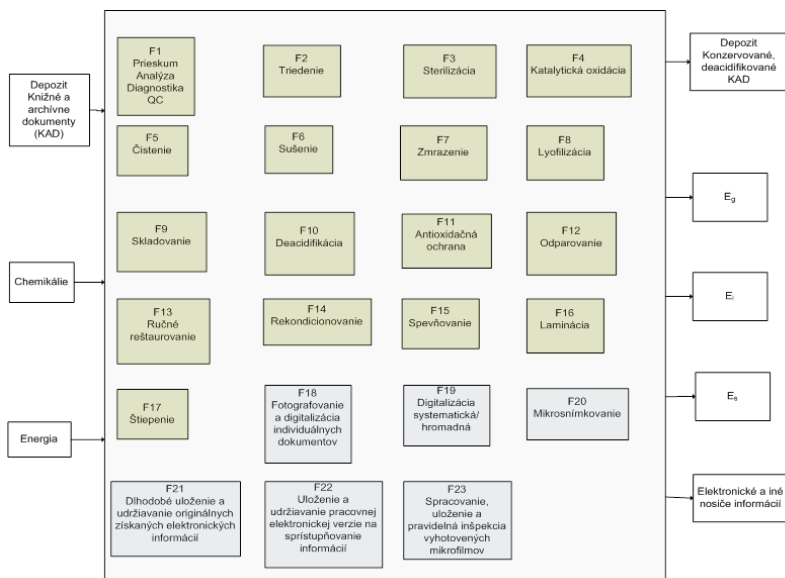 Depozit
Knižné a
archívne
dokumenty
(KAD)
Chemikálie
Energia
F1
Prieskum
Analýza
Diagnostika
QC
F2
Triedenie
F3
Sterilizácia
F4
Katalytická oxidácia
F5
Čistenie
F6
Sušenie
F7
Zmrazenie
F8
Lyofilizácia
F9
Skladovanie
F10
Deacidifikácia
F11
Antioxidačná
ochrana
F12
Odparovanie
F13
Ručné
reštaurovanie
F14
Rekondicionovanie
F15
Spevňovanie
F16
Laminácia
F17
Štiepenie
F18
Fotografovanie
a digitalizácia
individuálnych
dokumentov
F19
Digitalizácia
systematická/
hromadná
F20
Mikrosnímkovanie
F21
Dlhodobé uloženie a
udržiavanie originálnych
získaných elektronických
informácií
F22
Uloženie a
udržiavanie pracovnej
elektronickej verzie na
sprístupňovanie
informácií
F23
Spracovanie,
uloženie a
pravidelná inšpekcia
vyhotovených
mikrofilmov
Depozit
Konzervované,
deacidifikované
KAD
Eg
Ei
Es
Elektronické a iné
nosiče informácií